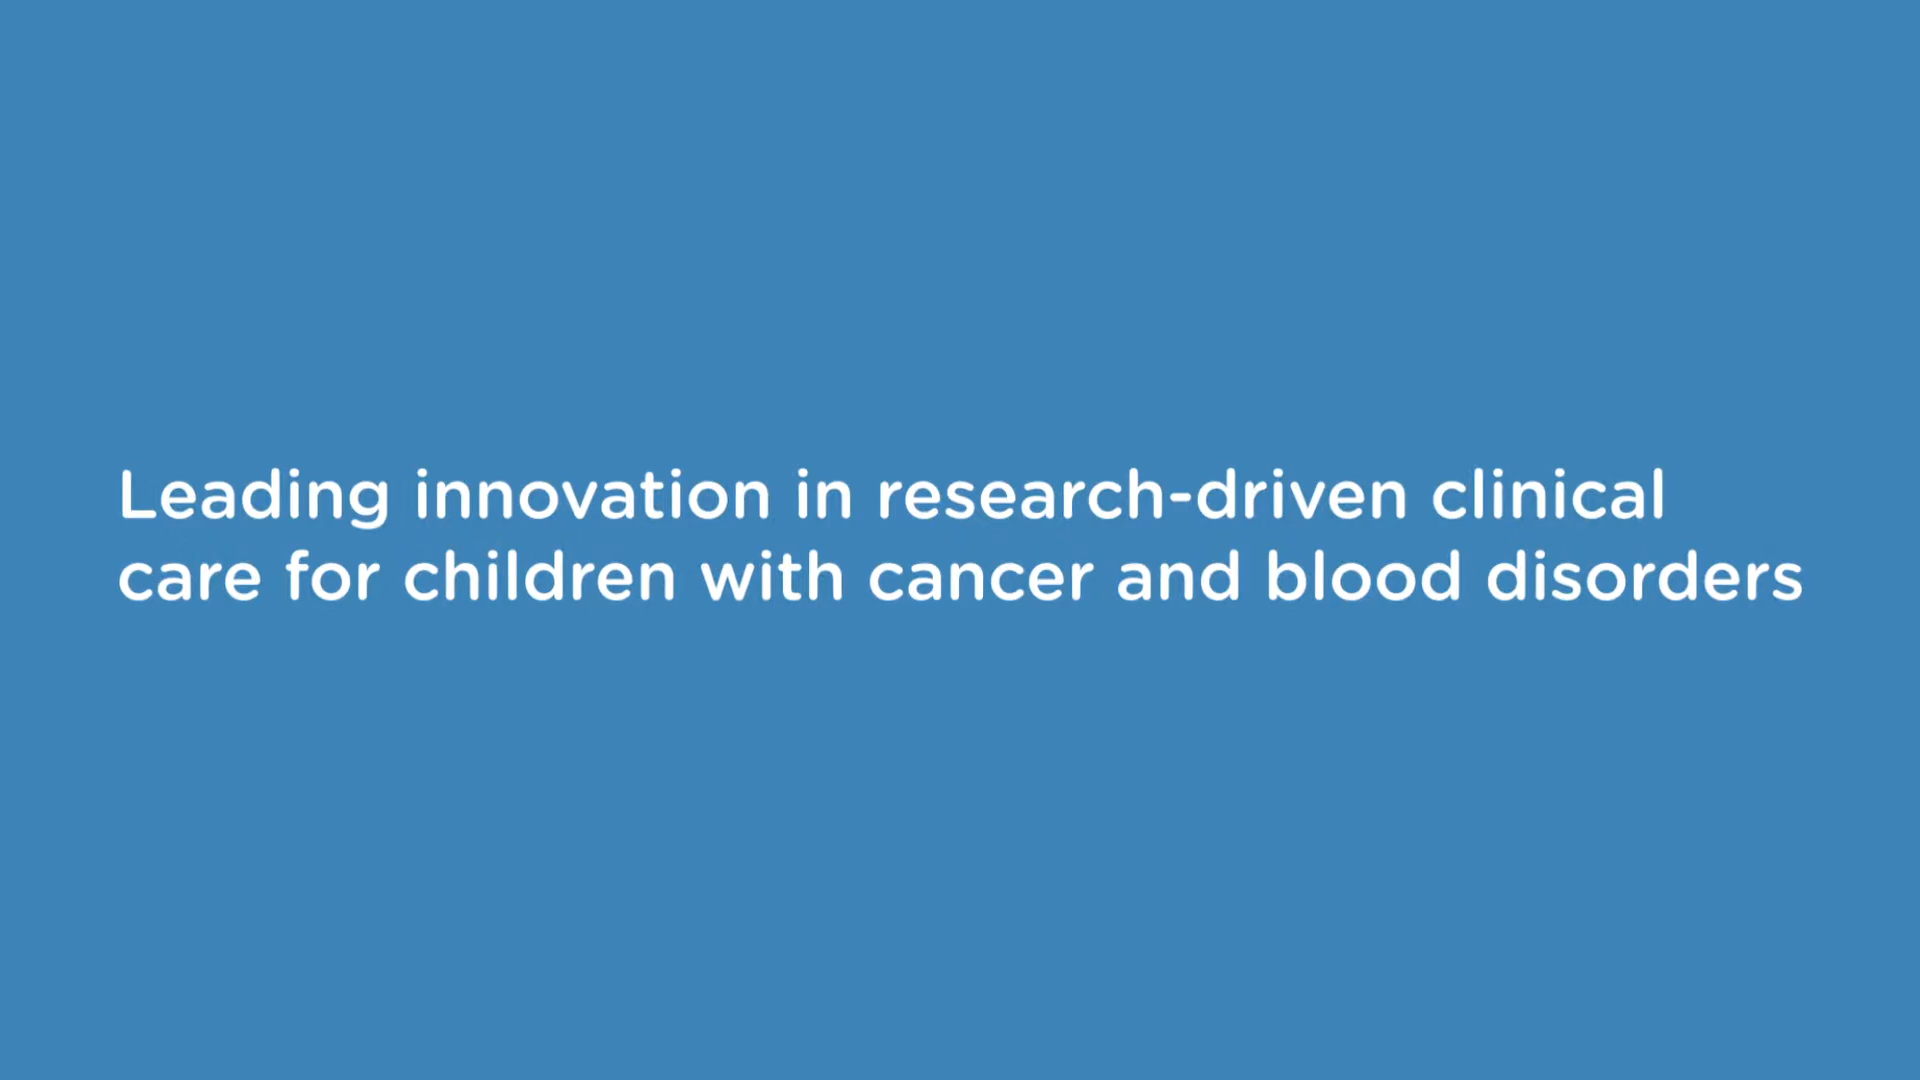 Leading innovation in research-driven clinical
care for children with cancer and blood disorders